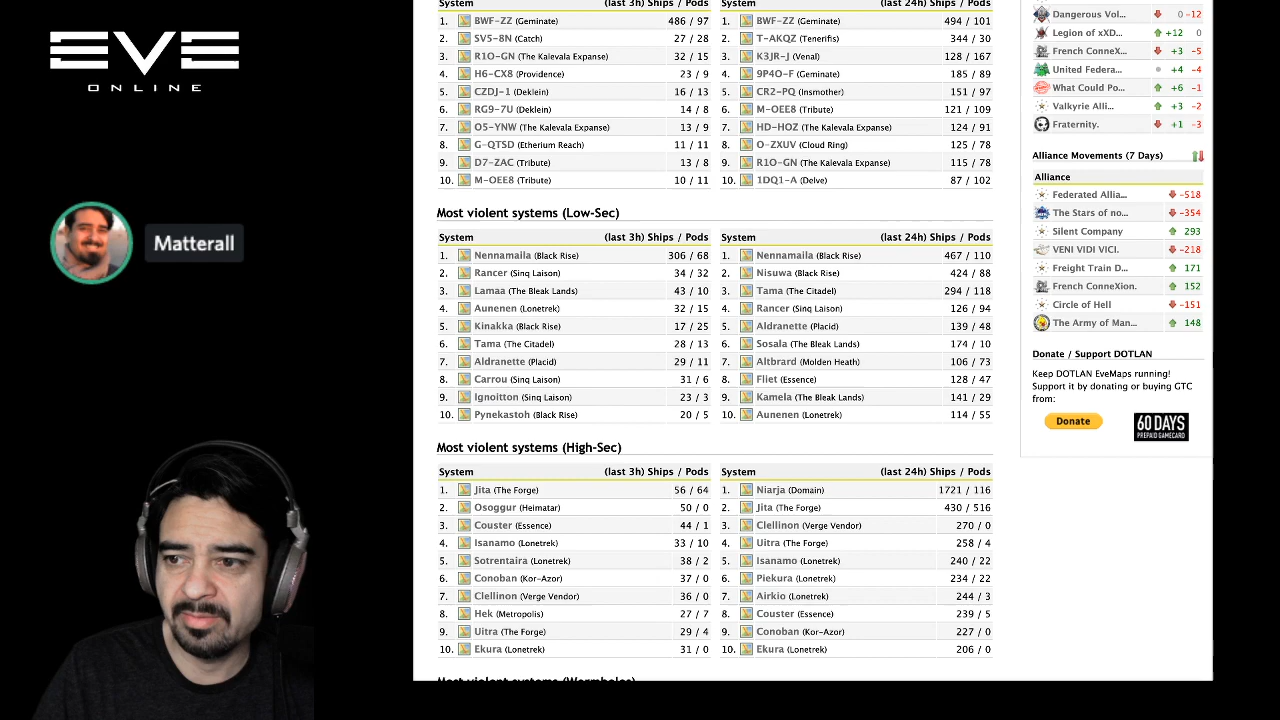 EVE
ONLINE
Matterall
System (last 3h) Ships / Pods
1. BWF-ZZ (Geminate) 486 / 97
2. SV5-8N (Catch) 27 / 28
3. R1O-GN (The Kalevala Expanse) 32 / 15
4. H6-CX8 (Providence) 23 / 9
5. CZDJ-1 (Deklein) 16 / 13
6. RG9-7U (Deklein) 14 / 8
7. O5-YNW (The Kalevala Expanse) 13 / 9
8. G-QTSD (Etherium Reach) 11 / 11
9. D7-ZAC (Tribute) 13 / 8
10. M-OEE8 (Tribute) 10 / 11
System (last 24h) Ships / Pods
1. BWF-ZZ (Geminate) 494 / 101
2. T-AKQZ (Tenerifis) 344 / 30
3. K3JR-J (Venal) 128 / 167
4. 9P4O-F (Geminate) 185 / 89
5. CR2-PQ (Insmother) 151 / 97
6. M-OEE8 (Tribute) 121 / 109
7. HD-HOZ (The Kalevala Expanse) 124 / 91
8. O-ZXUV (Cloud Ring) 125 / 78
9. R1O-GN (The Kalevala Expanse) 115 / 78
10. 1DQ1-A (Delve) 87 / 102
Most violent systems (Low-Sec)
System (last 3h) Ships / Pods
1. Nennamaila (Black Rise) 306 / 68
2. Rancer (Sinq Laison) 34 / 32
3. Lamaa (The Bleak Lands) 43 / 10
4. Aunenen (Lonetrek) 32 / 15
5. Kinakka (Black Rise) 17 / 25
6. Tama (The Citadel) 28 / 13
7. Aldranette (Placid) 29 / 11
8. Carrou (Sinq Laison) 31 / 6
9. Ignoitton (Sinq Laison) 23 / 3
10. Pynekastoh (Black Rise) 20 / 5
System (last 24h) Ships / Pods
1. Nennamaila (Black Rise) 467 / 110
2. Nisuwa (Black Rise) 424 / 88
3. Tama (The Citadel) 294 / 118
4. Rancer (Sinq Laison) 126 / 94
5. Aldranette (Placid) 139 / 48
6. Sosala (The Bleak Lands) 174 / 10
7. Altbrard (Molden Heath) 106 / 73
8. Fliet (Essence) 128 / 47
9. Kamela (The Bleak Lands) 141 / 29
10. Aunenen (Lonetrek) 114 / 55
Most violent systems (High-Sec)
System (last 3h) Ships / Pods
1. Jita (The Forge) 56 / 64
2. Osoggur (Heimatar) 50 / 0
3. Couster (Essence) 44 / 1
4. Isanamo (Lonetrek) 33 / 10
5. Sotrentaira (Lonetrek) 38 / 2
6. Conoban (Kor-Azor) 37 / 0
7. Clellinon (Verge Vendor) 36 / 0
8. Hek (Metropolis) 27 / 7
9. Uitra (The Forge) 29 / 4
10. Ekura (Lonetrek) 31 / 0
System (last 24h) Ships / Pods
1. Niarja (Domain) 1721 / 116
2. Jita (The Forge) 430 / 516
3. Clellinon (Verge Vendor) 270 / 0
4. Uitra (The Forge) 258 / 4
5. Isanamo (Lonetrek) 240 / 22
6. Piekura (Lonetrek) 234 / 22
7. Airkio (Lonetrek) 244 / 3
8. Couster (Essence) 239 / 5
9. Conoban (Kor-Azor) 227 / 0
10. Ekura (Lonetrek) 206 / 0
Most violent systems (Wormholes)
Dangerous Vol... 0 -12
Legion of xXD... +12 0
French ConneX... +3 -5
United Federa... +4 -4
What Could Po... +6 -1
Valkyrie Alli... +3 -2
Fraternity. +1 -3
Alliance Movements (7 Days)
Alliance
Federated Allia... -518
The Stars of no... -354
Silent Company 293
VENI VIDI VICI. -218
Freight Train D... 171
French ConneXion. 152
Circle of Hell -151
The Army of Man... 148
Donate / Support DOTLAN
Keep DOTLAN EveMaps running!
Support it by donating or buying GTC
from:
Donate
60 DAYS
PREPAID GAMECARD